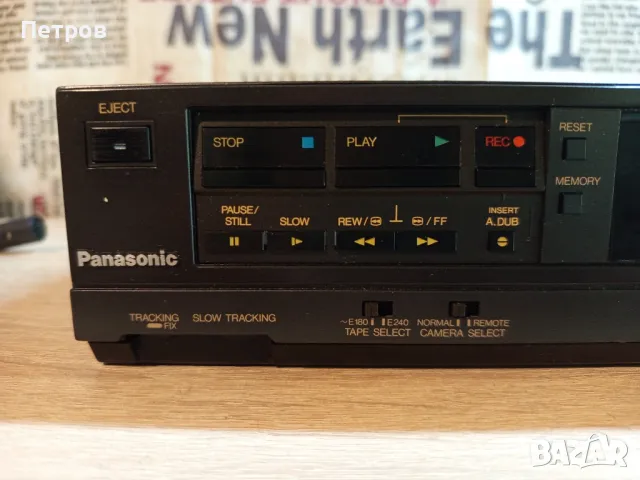 Петров
The Earth New
EJECT
STOP
PLAY
REC
RESET
MEMORY
PAUSE/
STILL
SLOW
REW/
/FF
INSERT
A.DUB
Panasonic
TRACKING
FIX
SLOW TRACKING
~E180 E240
TAPE SELECT
NORMAL REMOTE
CAMERA SELECT
BAZAR
bg